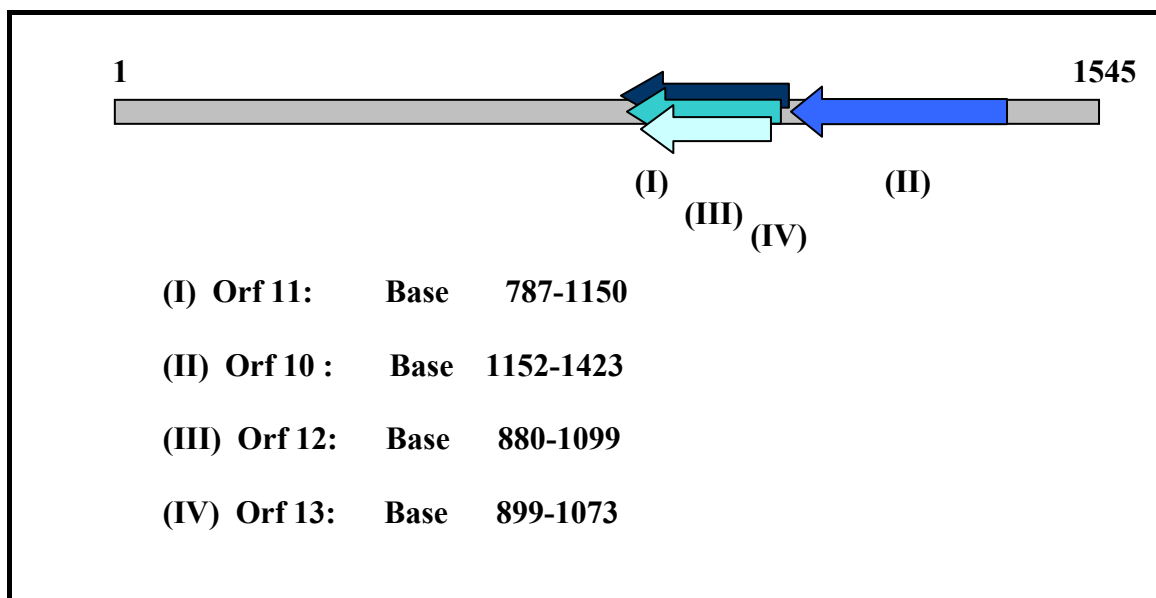 1 1545
(I) (II)
(III)
(IV)
(I) Orf 11: Base 787-1150
(II) Orf 10 : Base 1152-1423
(III) Orf 12: Base 880-1099
(IV) Orf 13: Base 899-1073